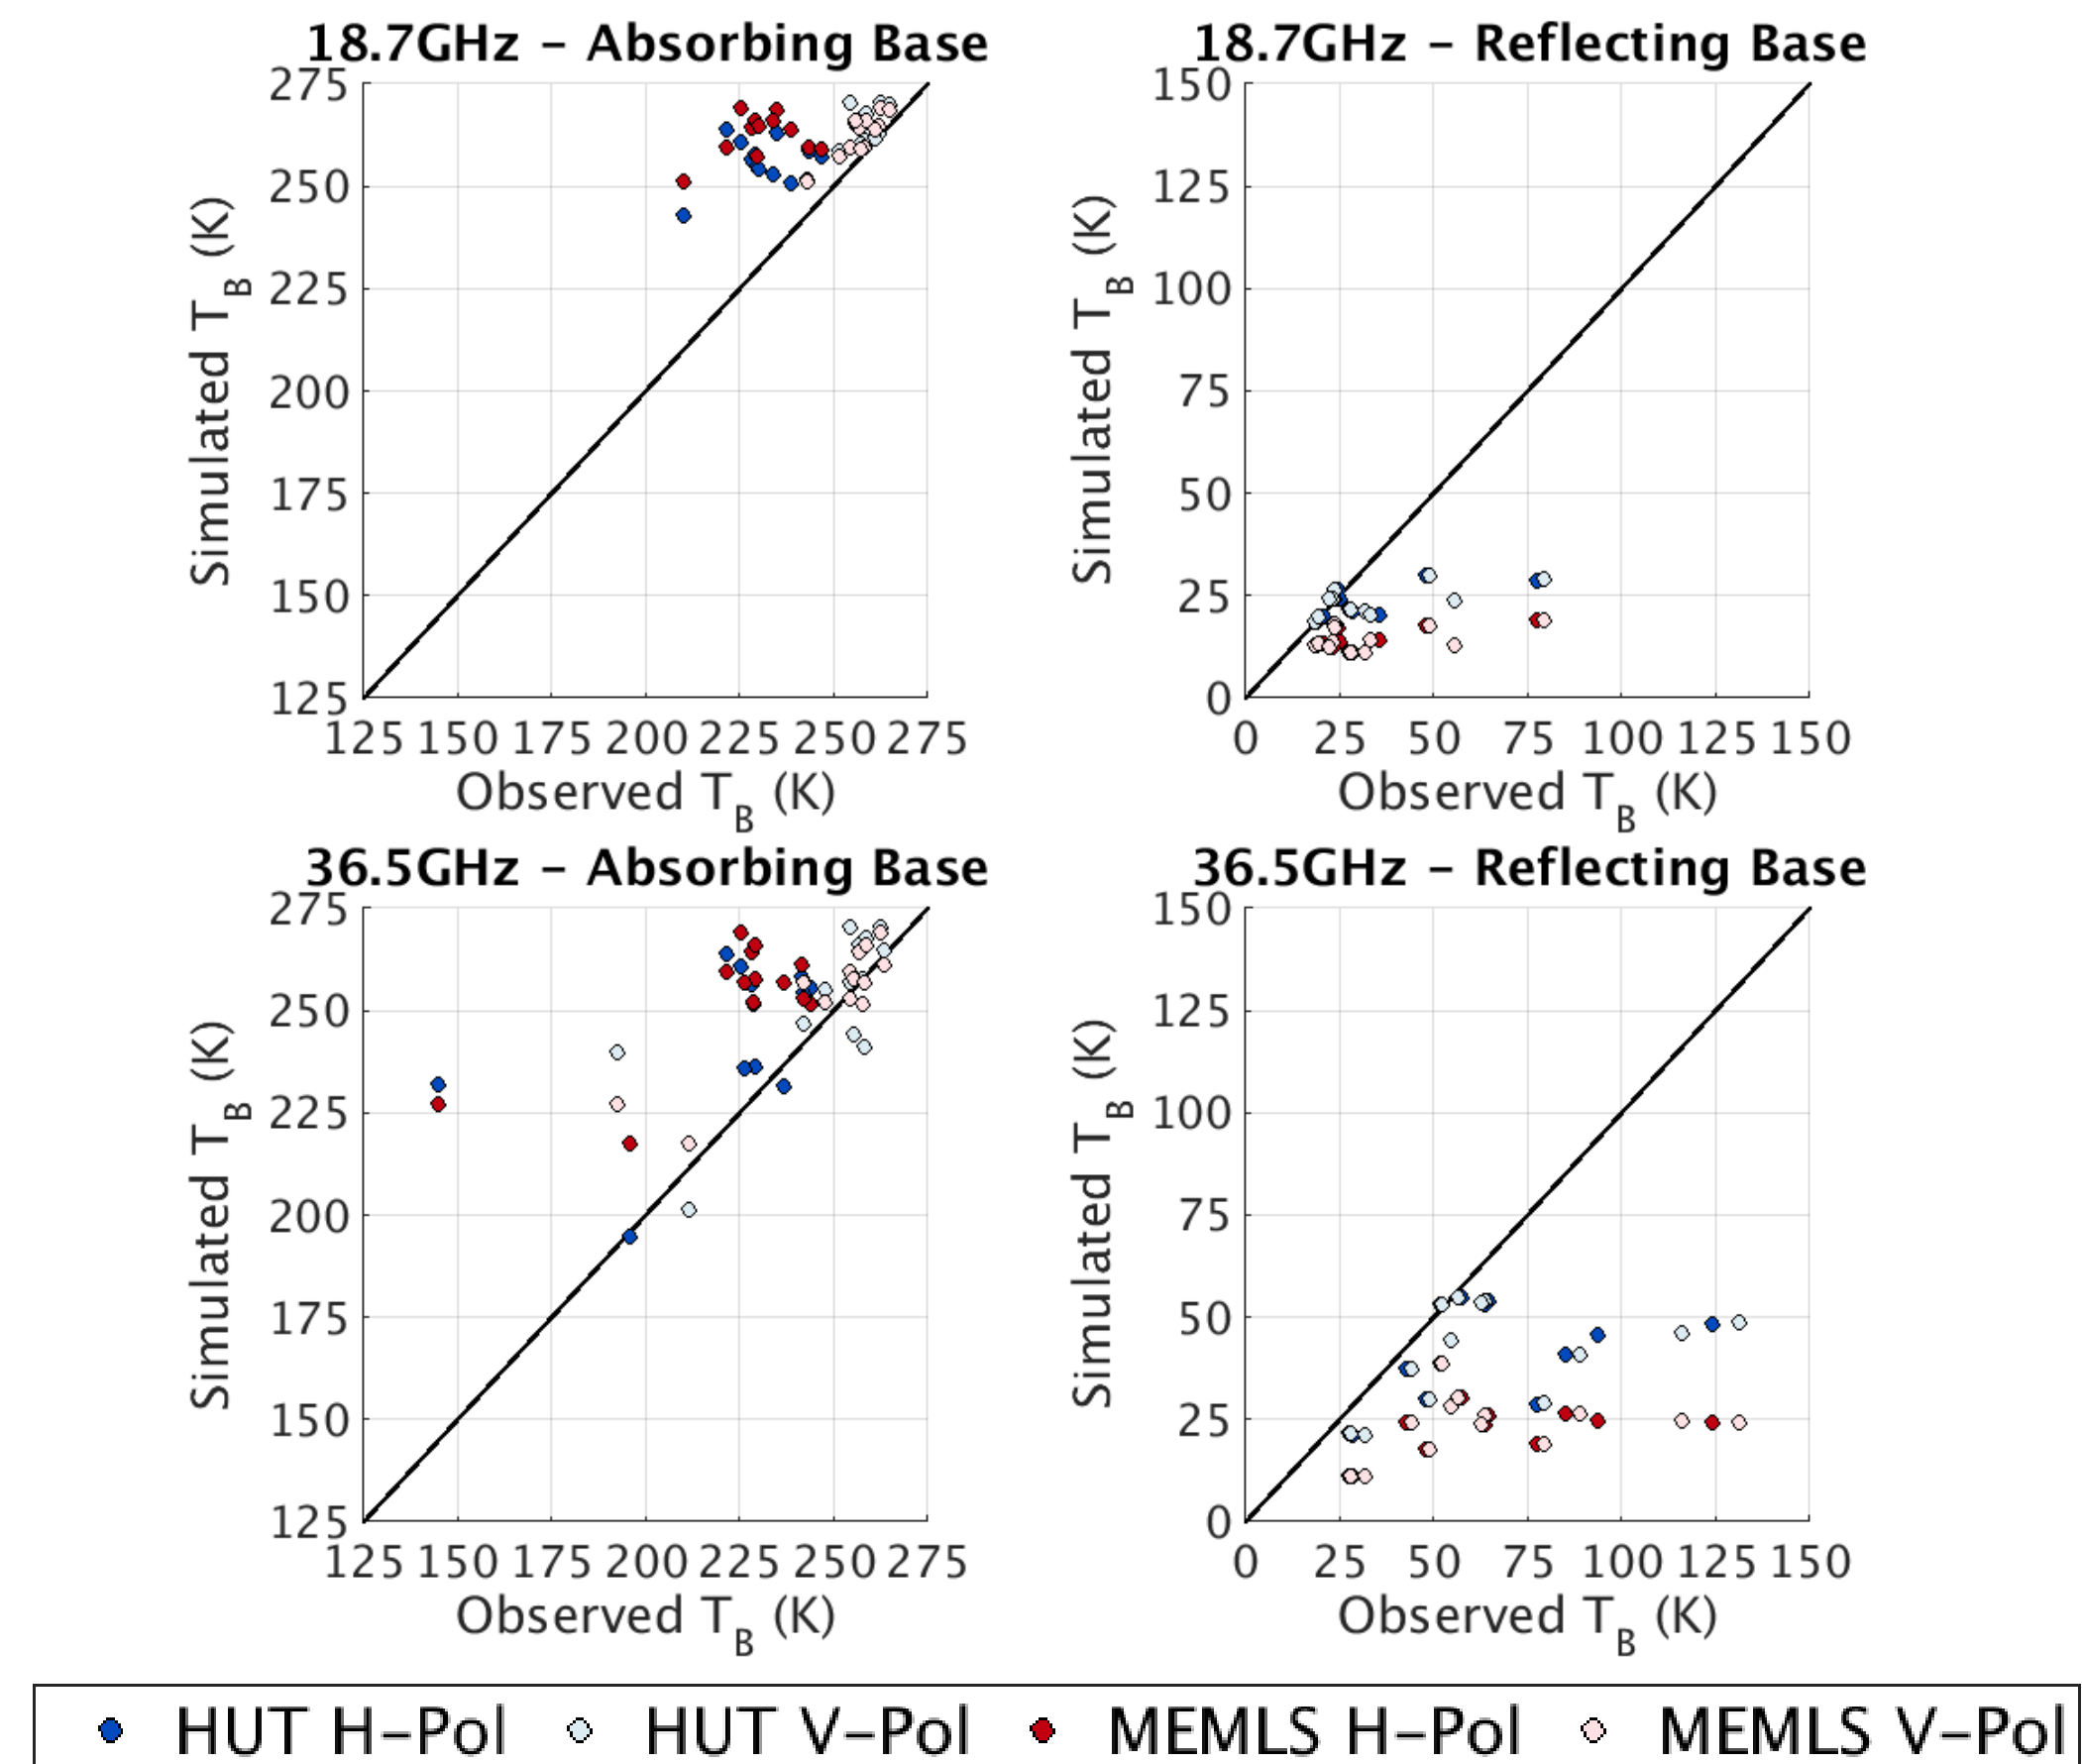 18.7GHz – Absorbing Base
275
250
225
200
175
150
125
Simulated T_B (K)
125 150 175 200 225 250 275
Observed T_B (K)
18.7GHz – Reflecting Base
150
125
100
75
50
25
0
Simulated T_B (K)
0 25 50 75 100 125 150
Observed T_B (K)
36.5GHz – Absorbing Base
275
250
225
200
175
150
125
Simulated T_B (K)
125 150 175 200 225 250 275
Observed T_B (K)
36.5GHz – Reflecting Base
150
125
100
75
50
25
0
Simulated T_B (K)
0 25 50 75 100 125 150
Observed T_B (K)
HUT H–Pol HUT V–Pol MEMLS H–Pol MEMLS V–Pol